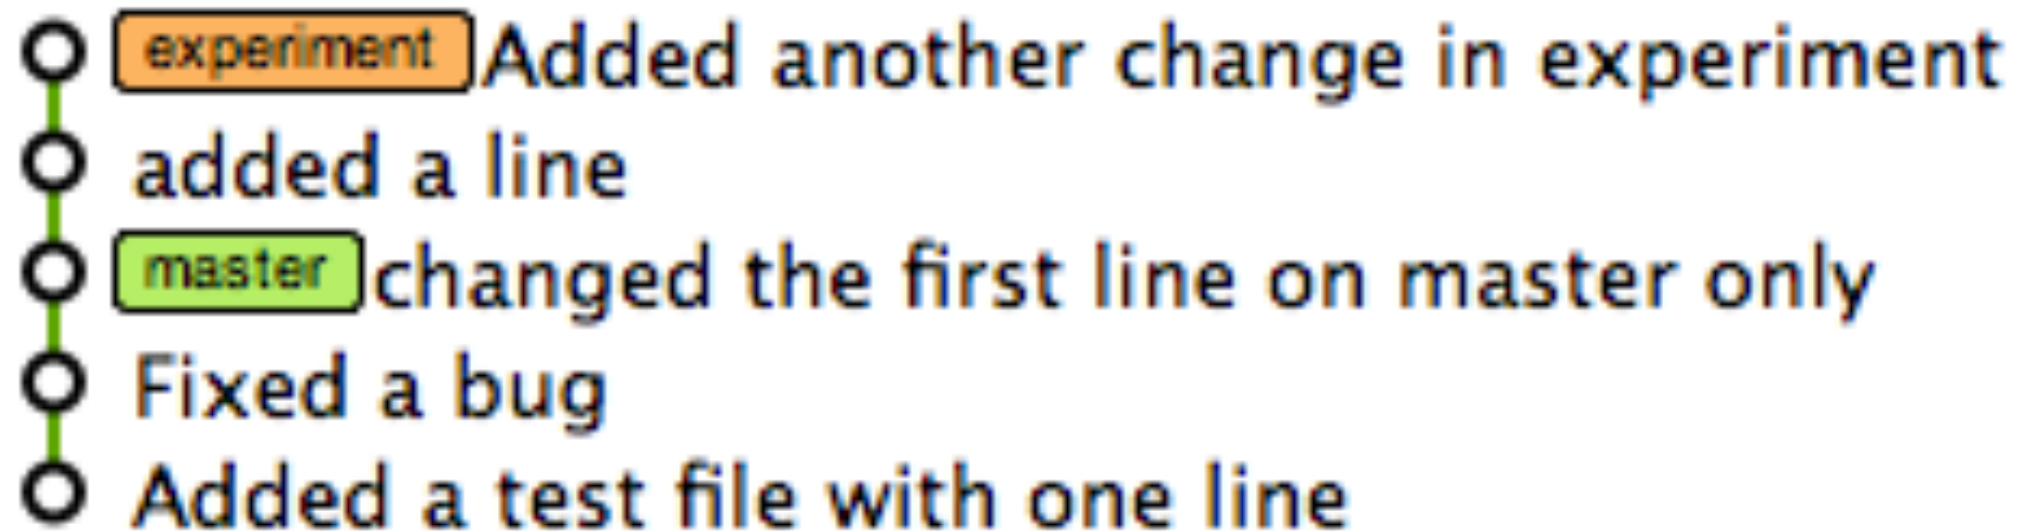 experiment Added another change in experiment
added a line
master changed the first line on master only
Fixed a bug
Added a test file with one line